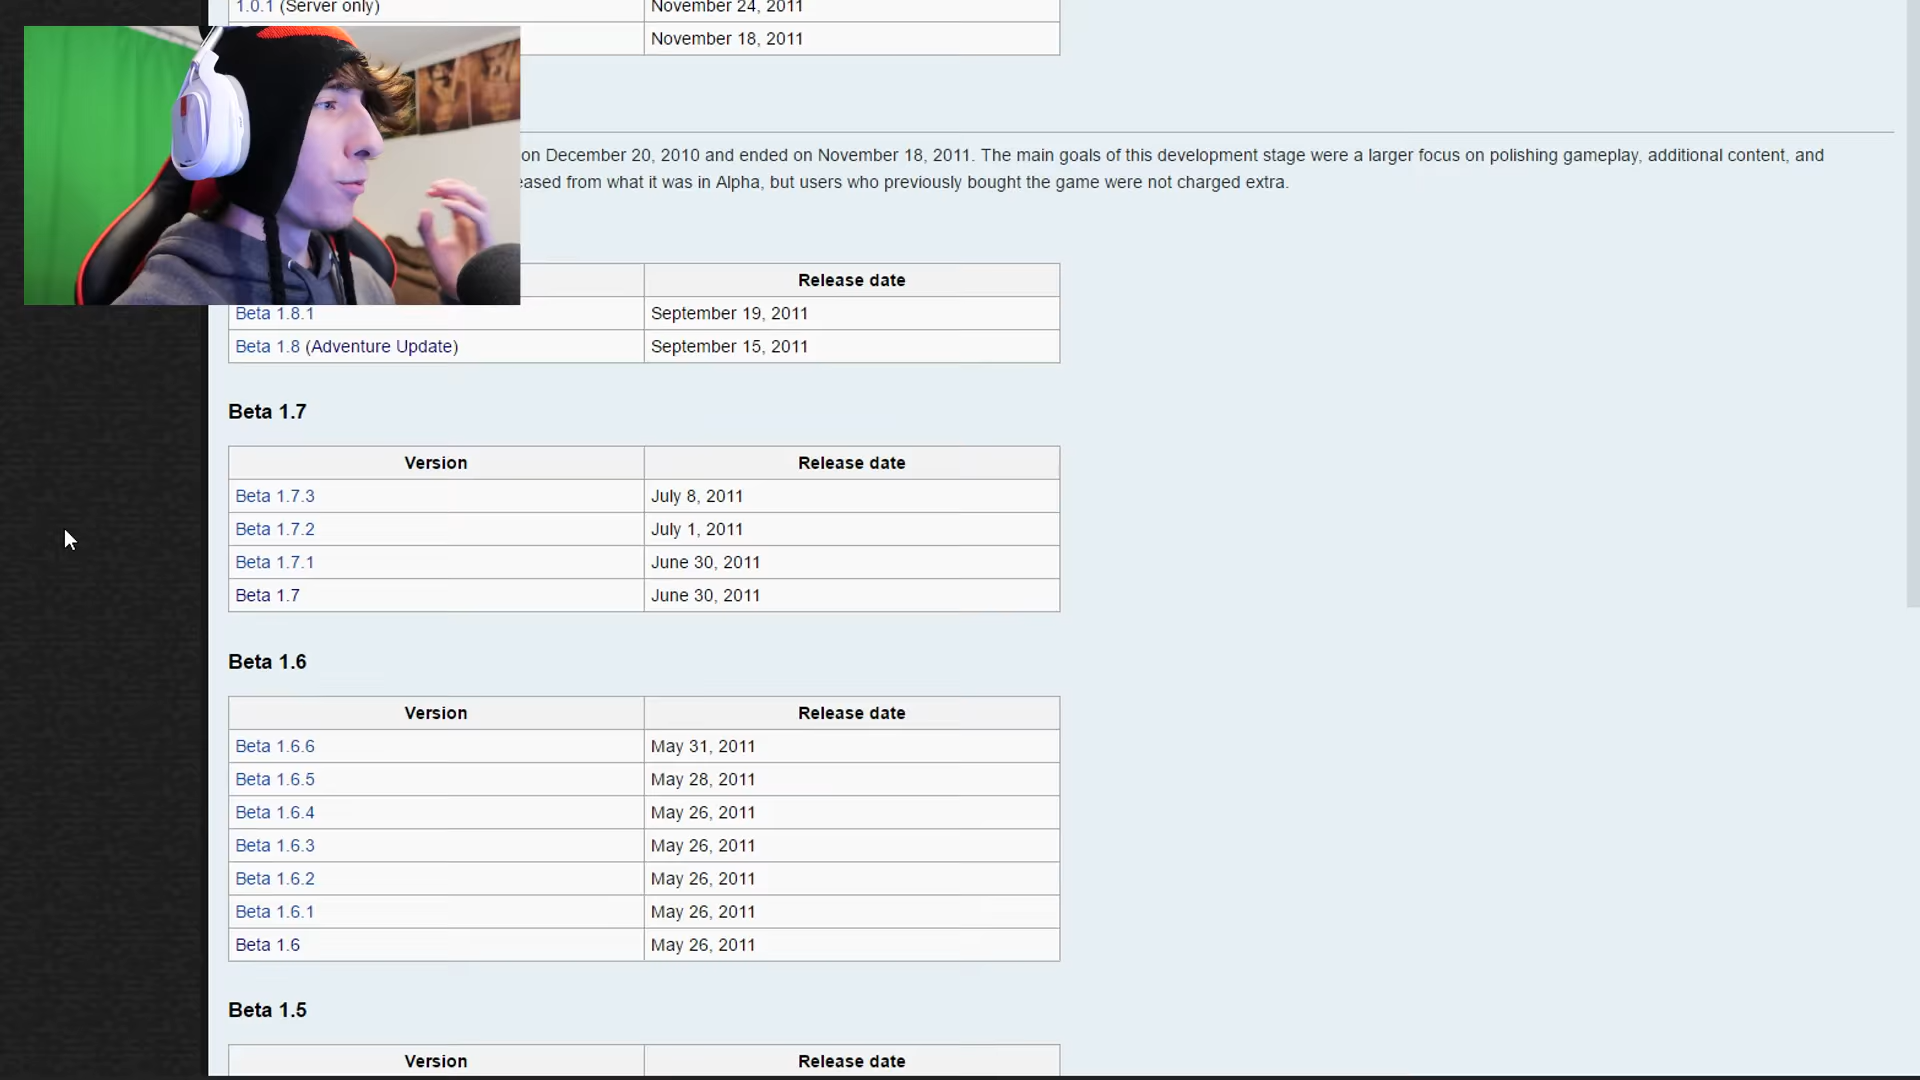 1.0.1 (Server only) November 24, 2011
November 18, 2011
on December 20, 2010 and ended on November 18, 2011. The main goals of this development stage were a larger focus on polishing gameplay, additional content, and
eased from what it was in Alpha, but users who previously bought the game were not charged extra.
Release date
Beta 1.8.1 September 19, 2011
Beta 1.8 (Adventure Update) September 15, 2011
Beta 1.7
Version Release date
Beta 1.7.3 July 8, 2011
Beta 1.7.2 July 1, 2011
Beta 1.7.1 June 30, 2011
Beta 1.7 June 30, 2011
Beta 1.6
Version Release date
Beta 1.6.6 May 31, 2011
Beta 1.6.5 May 28, 2011
Beta 1.6.4 May 26, 2011
Beta 1.6.3 May 26, 2011
Beta 1.6.2 May 26, 2011
Beta 1.6.1 May 26, 2011
Beta 1.6 May 26, 2011
Beta 1.5
Version Release date